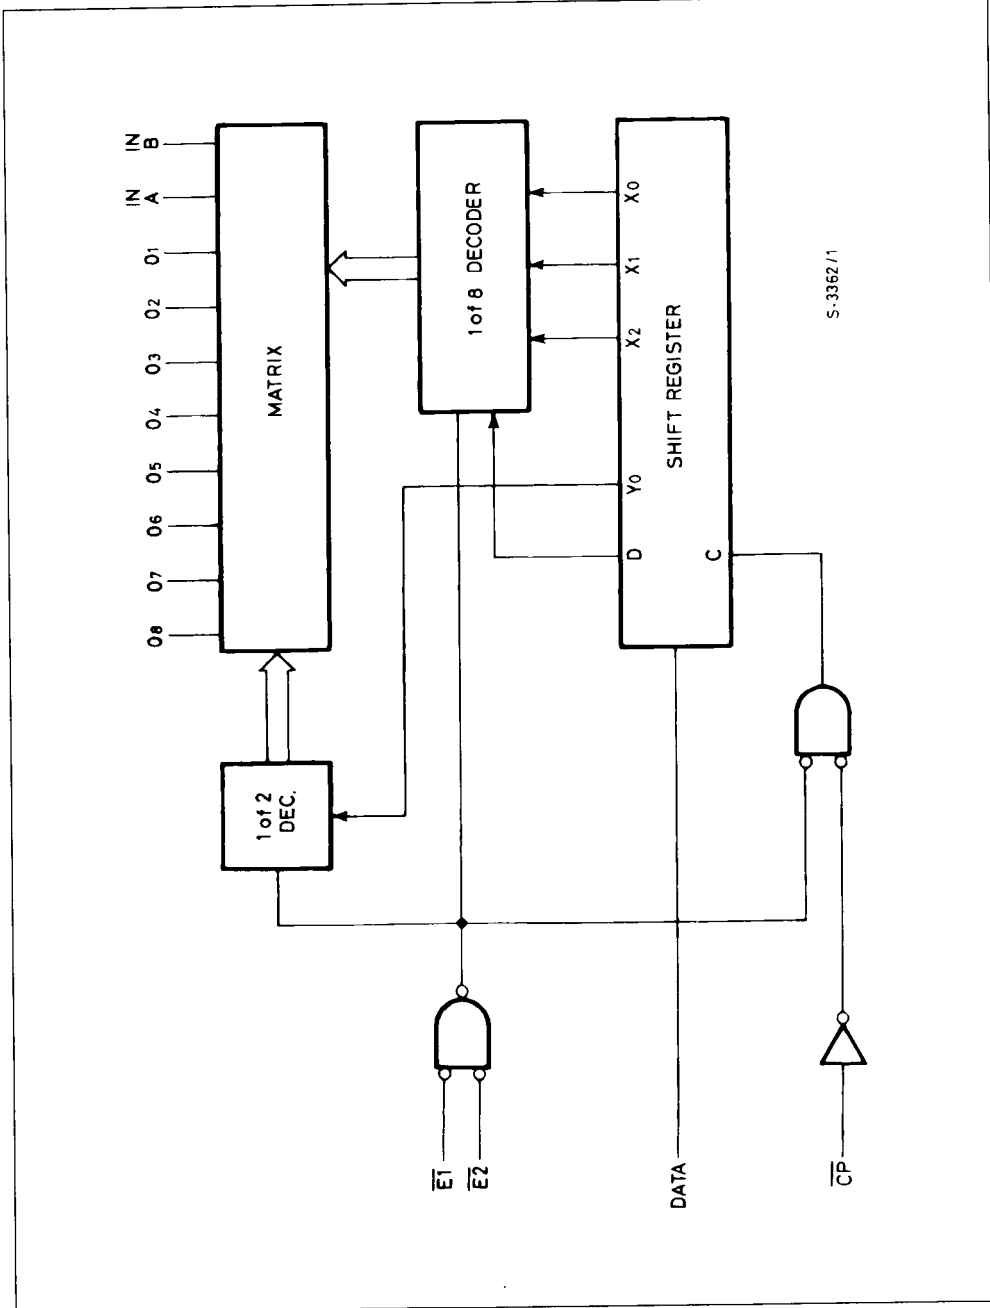 E1
E2
DATA
CP
1 of 2
DEC.
O8
O7
O6
O5
O4
O3
O2
O1
IN
A
IN
B
MATRIX
1 of 8 DECODER
D
Y0
X2
X1
X0
C
SHIFT REGISTER
S-3362/1